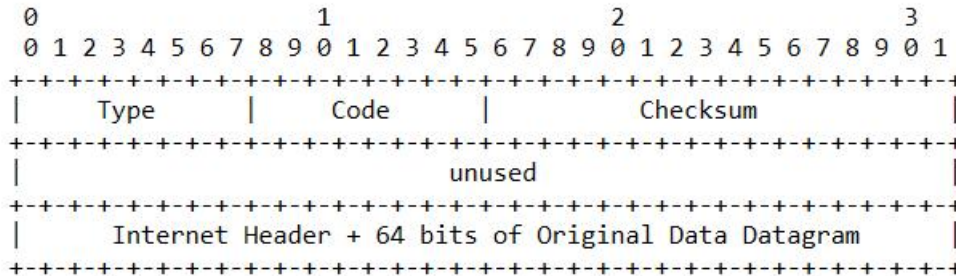 0                   1                   2                   3
0 1 2 3 4 5 6 7 8 9 0 1 2 3 4 5 6 7 8 9 0 1 2 3 4 5 6 7 8 9 0 1
+-+-+-+-+-+-+-+-+-+-+-+-+-+-+-+-+-+-+-+-+-+-+-+-+-+-+-+-+-+-+-+-+
|     Type      |     Code      |          Checksum             |
+-+-+-+-+-+-+-+-+-+-+-+-+-+-+-+-+-+-+-+-+-+-+-+-+-+-+-+-+-+-+-+-+
|                             unused                            |
+-+-+-+-+-+-+-+-+-+-+-+-+-+-+-+-+-+-+-+-+-+-+-+-+-+-+-+-+-+-+-+-+
|      Internet Header + 64 bits of Original Data Datagram      |
+-+-+-+-+-+-+-+-+-+-+-+-+-+-+-+-+-+-+-+-+-+-+-+-+-+-+-+-+-+-+-+-+